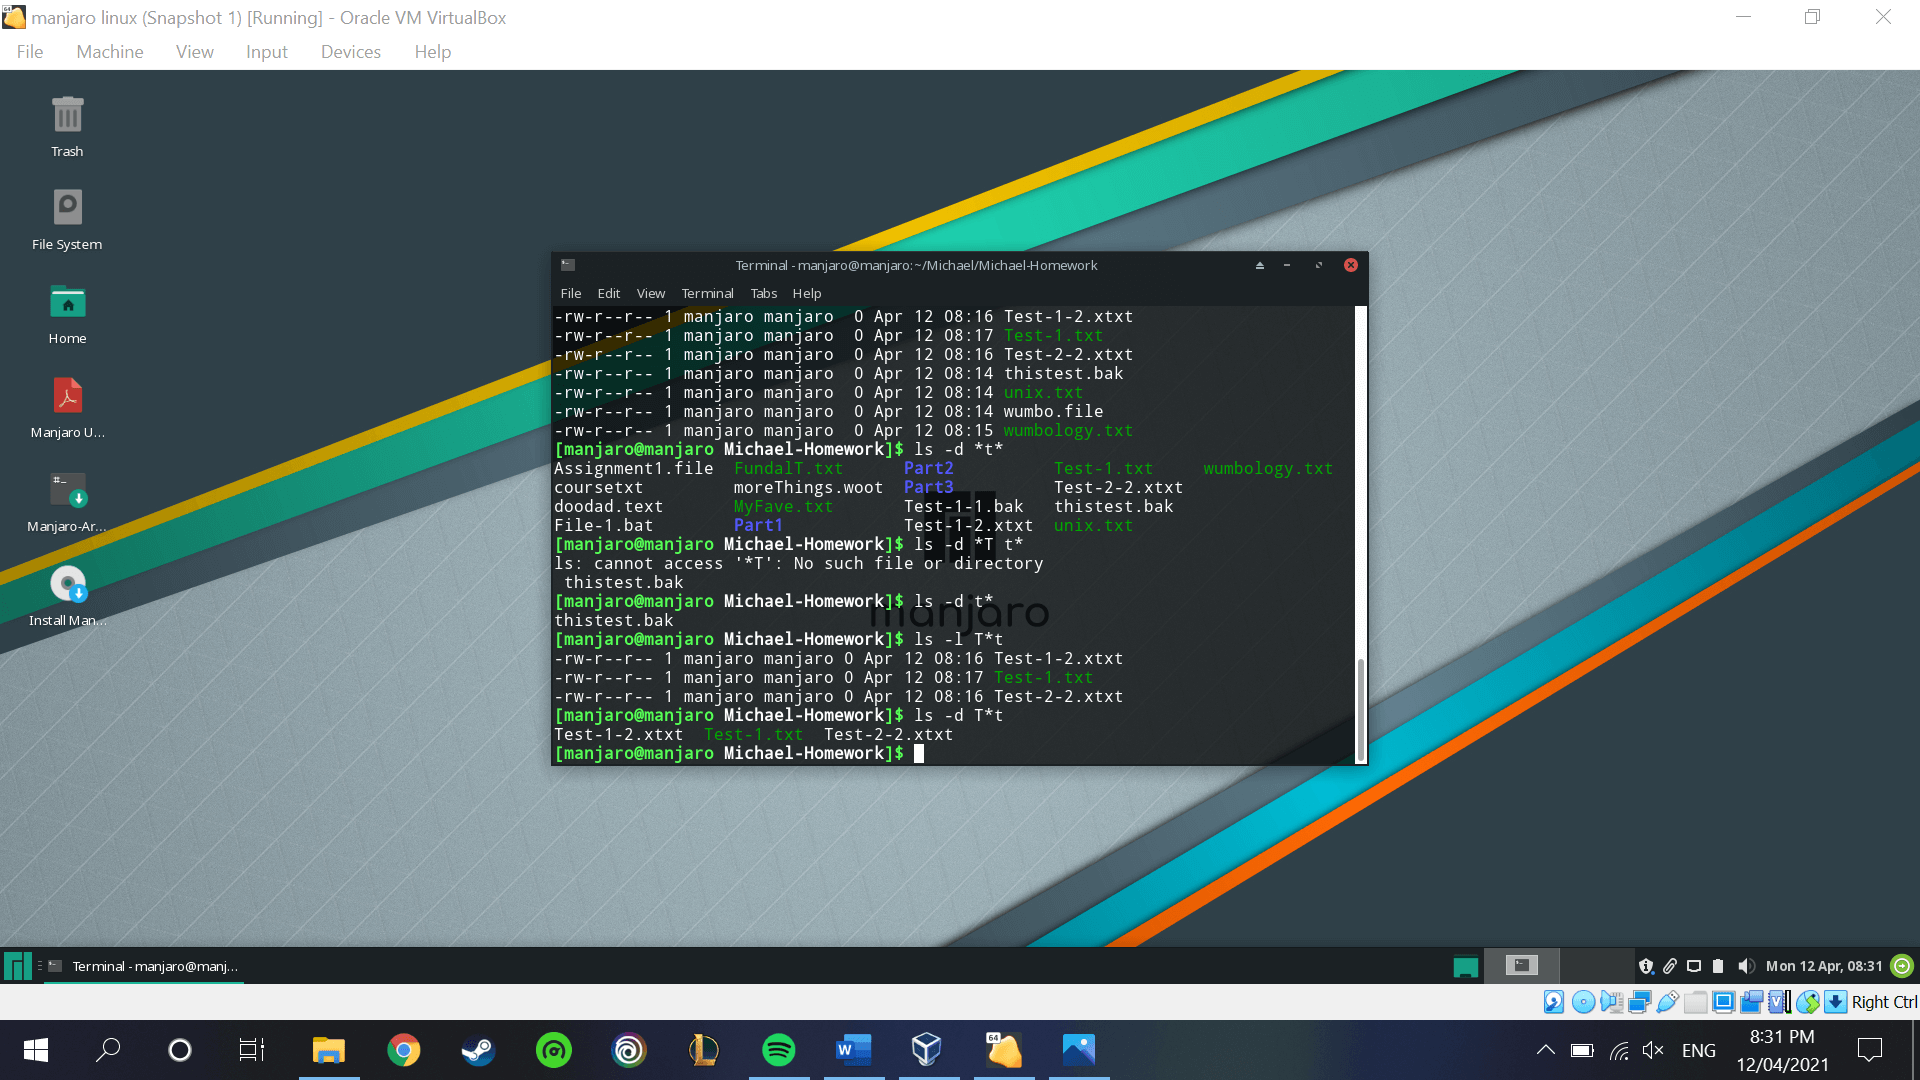 manjaro linux (Snapshot 1) [Running] - Oracle VM VirtualBox
File Machine View Input Devices Help
Trash
File System
Home
Manjaro U...
Manjaro-Ar...
Install Man...
Terminal - manjaro@manjaro:~/Michael/Michael-Homework
File Edit View Terminal Tabs Help
-rw-r--r-- 1 manjaro manjaro  0 Apr 12 08:16 Test-1-2.xtxt
-rw-r--r-- 1 manjaro manjaro  0 Apr 12 08:17 Test-1.txt
-rw-r--r-- 1 manjaro manjaro  0 Apr 12 08:16 Test-2-2.xtxt
-rw-r--r-- 1 manjaro manjaro  0 Apr 12 08:14 thistest.bak
-rw-r--r-- 1 manjaro manjaro  0 Apr 12 08:14 unix.txt
-rw-r--r-- 1 manjaro manjaro  0 Apr 12 08:14 wumbo.file
-rw-r--r-- 1 manjaro manjaro  0 Apr 12 08:15 wumbology.txt
[manjaro@manjaro Michael-Homework]$ ls -d *t*
Assignment1.file  FundalT.txt      Part2          Test-1.txt     wumbology.txt
coursetxt         moreThings.woot  Part3          Test-2-2.xtxt
doodad.text       MyFave.txt       Test-1-1.bak   thistest.bak
File-1.bat        Part1            Test-1-2.xtxt  unix.txt
[manjaro@manjaro Michael-Homework]$ ls -d *T t*
ls: cannot access '*T': No such file or directory
 thistest.bak
[manjaro@manjaro Michael-Homework]$ ls -d t*
thistest.bak
[manjaro@manjaro Michael-Homework]$ ls -l T*t
-rw-r--r-- 1 manjaro manjaro 0 Apr 12 08:16 Test-1-2.xtxt
-rw-r--r-- 1 manjaro manjaro 0 Apr 12 08:17 Test-1.txt
-rw-r--r-- 1 manjaro manjaro 0 Apr 12 08:16 Test-2-2.xtxt
[manjaro@manjaro Michael-Homework]$ ls -d T*t
Test-1-2.xtxt  Test-1.txt  Test-2-2.xtxt
[manjaro@manjaro Michael-Homework]$
manjaro
Terminal - manjaro@manj...
Mon 12 Apr, 08:31
Right Ctrl
64
ENG
8:31 PM
12/04/2021